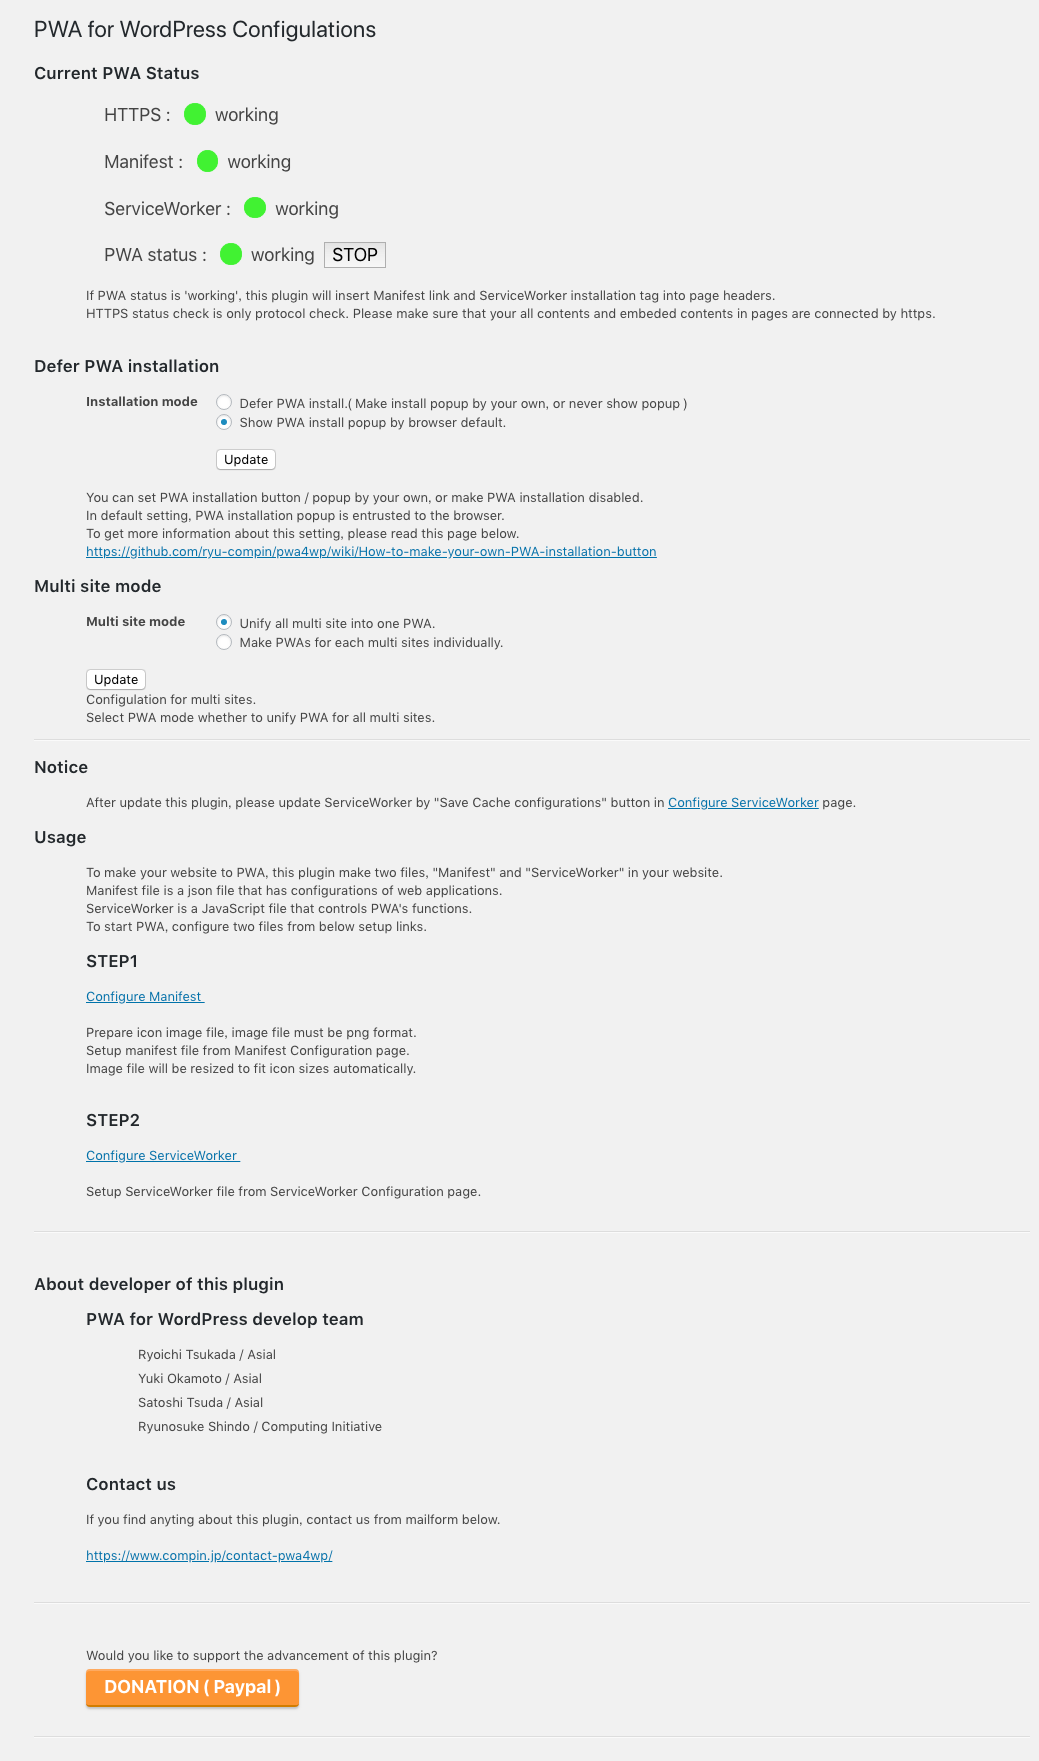 PWA for WordPress Configulations
Current PWA Status
HTTPS : working
Manifest : working
ServiceWorker : working
PWA status : working STOP
If PWA status is 'working', this plugin will insert Manifest link and ServiceWorker installation tag into page headers.
HTTPS status check is only protocol check. Please make sure that your all contents and embeded contents in pages are connected by https.
Defer PWA installation
Installation mode Defer PWA install.( Make install popup by your own, or never show popup )
Show PWA install popup by browser default.
Update
You can set PWA installation button / popup by your own, or make PWA installation disabled.
In default setting, PWA installation popup is entrusted to the browser.
To get more information about this setting, please read this page below.
https://github.com/ryu-compin/pwa4wp/wiki/How-to-make-your-own-PWA-installation-button
Multi site mode
Multi site mode Unify all multi site into one PWA.
Make PWAs for each multi sites individually.
Update
Configulation for multi sites.
Select PWA mode whether to unify PWA for all multi sites.
Notice
After update this plugin, please update ServiceWorker by "Save Cache configurations" button in Configure ServiceWorker page.
Usage
To make your website to PWA, this plugin make two files, "Manifest" and "ServiceWorker" in your website.
Manifest file is a json file that has configurations of web applications.
ServiceWorker is a JavaScript file that controls PWA's functions.
To start PWA, configure two files from below setup links.
STEP1
Configure Manifest
Prepare icon image file, image file must be png format.
Setup manifest file from Manifest Configuration page.
Image file will be resized to fit icon sizes automatically.
STEP2
Configure ServiceWorker
Setup ServiceWorker file from ServiceWorker Configuration page.
About developer of this plugin
PWA for WordPress develop team
Ryoichi Tsukada / Asial
Yuki Okamoto / Asial
Satoshi Tsuda / Asial
Ryunosuke Shindo / Computing Initiative
Contact us
If you find anyting about this plugin, contact us from mailform below.
https://www.compin.jp/contact-pwa4wp/
Would you like to support the advancement of this plugin?
DONATION ( Paypal )